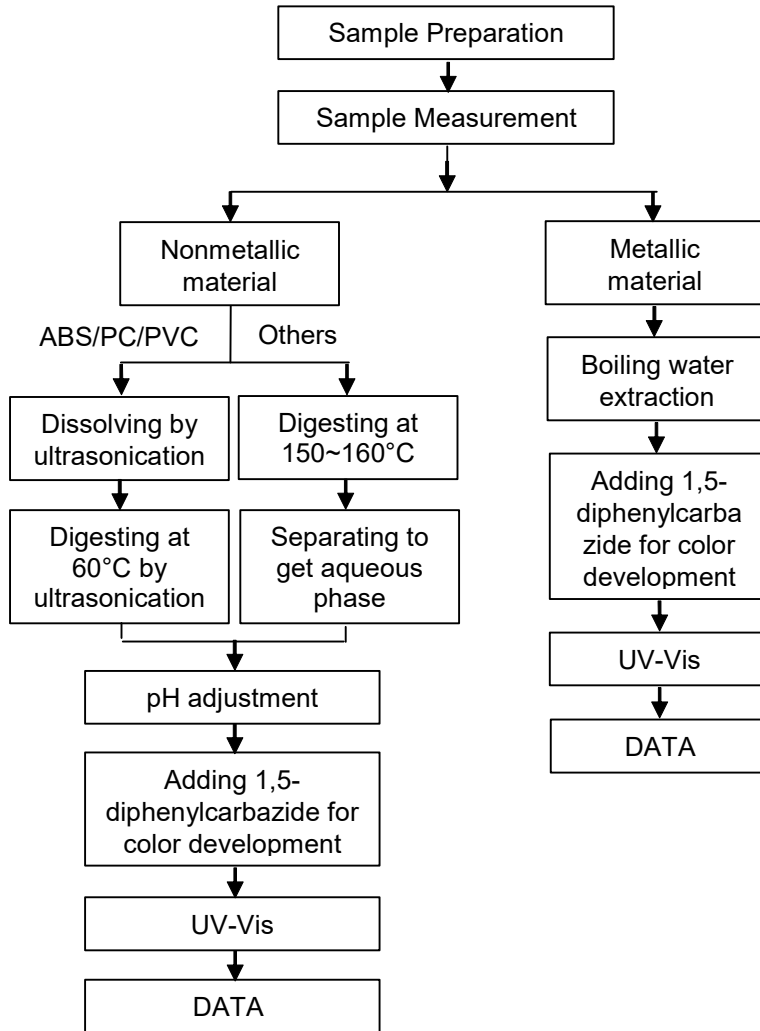 Sample Preparation
Sample Measurement
Nonmetallic
material
ABS/PC/PVC
Others
Dissolving by
ultrasonication
Digesting at
150~160°C
Digesting at
60°C by
ultrasonication
Separating to
get aqueous
phase
pH adjustment
Adding 1,5-
diphenylcarbazide for
color development
UV-Vis
DATA
Metallic
material
Boiling water
extraction
Adding 1,5-
diphenylcarba
zide for color
development
UV-Vis
DATA